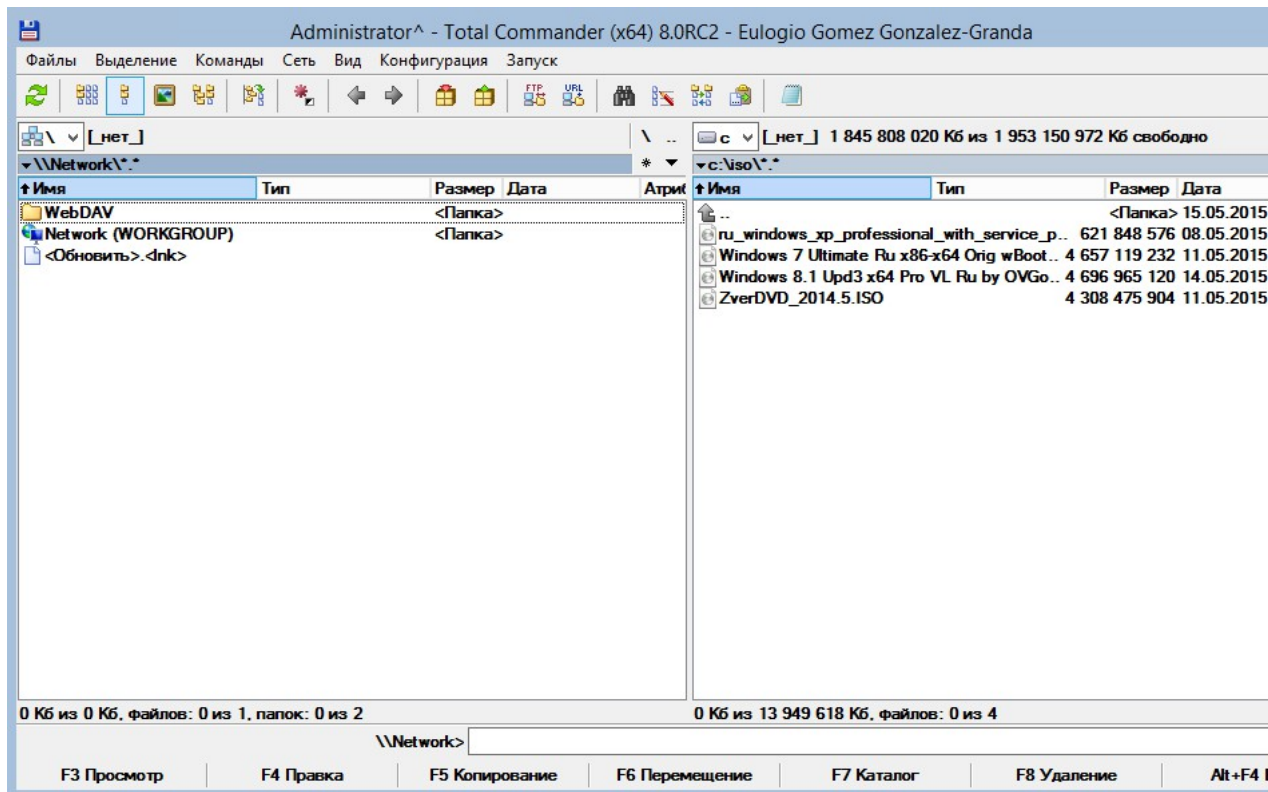 Administrator^ - Total Commander (x64) 8.0RC2 - Eulogio Gomez Gonzalez-Granda
Файлы Выделение Команды Сеть Вид Конфигурация Запуск
FTP URL
\ [_нет_] \ .. c [_нет_] 1 845 808 020 Кб из 1 953 150 972 Кб свободно
\\Network\*.* * c:\iso\*.*
Имя Тип Размер Дата Атриб Имя Тип Размер Дата
WebDAV <Папка> .. <Папка> 15.05.2015
Network (WORKGROUP) <Папка> ru_windows_xp_professional_with_service_p.. 621 848 576 08.05.2015
<Обновить>.<lnk> Windows 7 Ultimate Ru x86-x64 Orig wBoot.. 4 657 119 232 11.05.2015
Windows 8.1 Upd3 x64 Pro VL Ru by OVGo.. 4 696 965 120 14.05.2015
ZverDVD_2014.5.ISO 4 308 475 904 11.05.2015
0 Кб из 0 Кб, файлов: 0 из 1, папок: 0 из 2 0 Кб из 13 949 618 Кб, файлов: 0 из 4
\\Network>
F3 Просмотр F4 Правка F5 Копирование F6 Перемещение F7 Каталог F8 Удаление Alt+F4